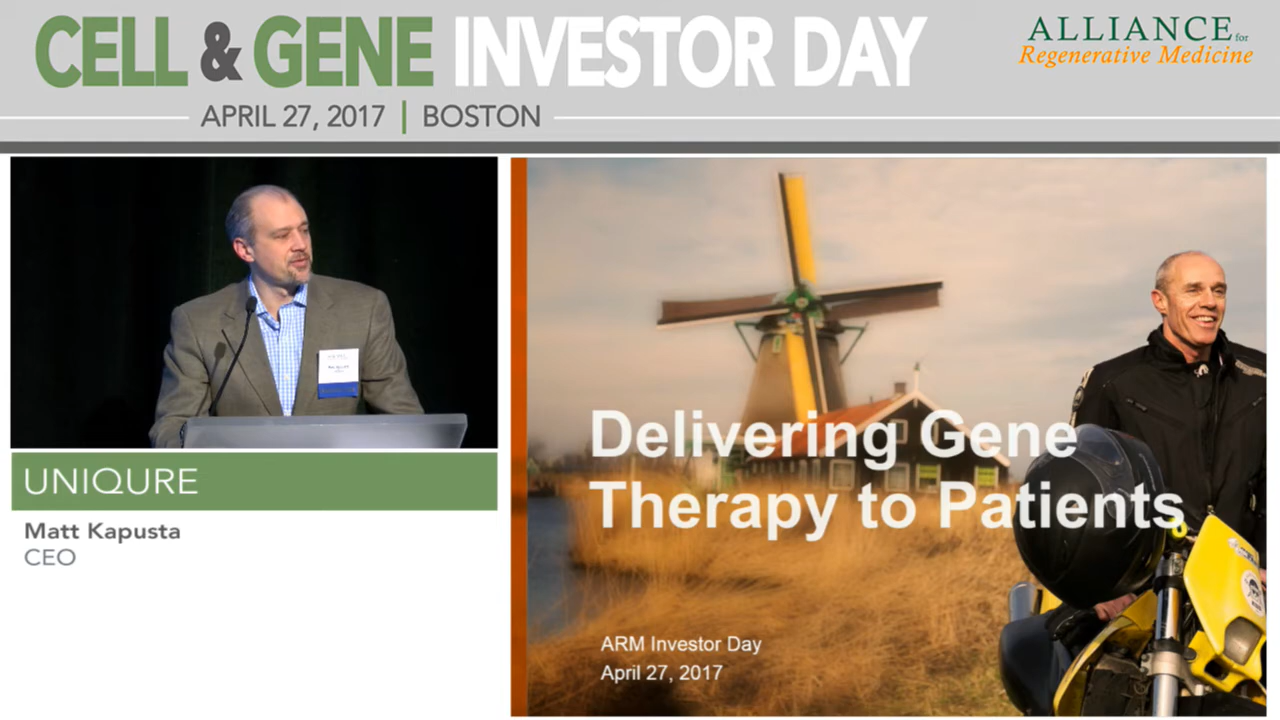 CELL & GENE INVESTOR DAY
APRIL 27, 2017 | BOSTON
ALLIANCE for
Regenerative Medicine
UNIQURE
Matt Kapusta
CEO
Delivering Gene
Therapy to Patients
ARM Investor Day
April 27, 2017